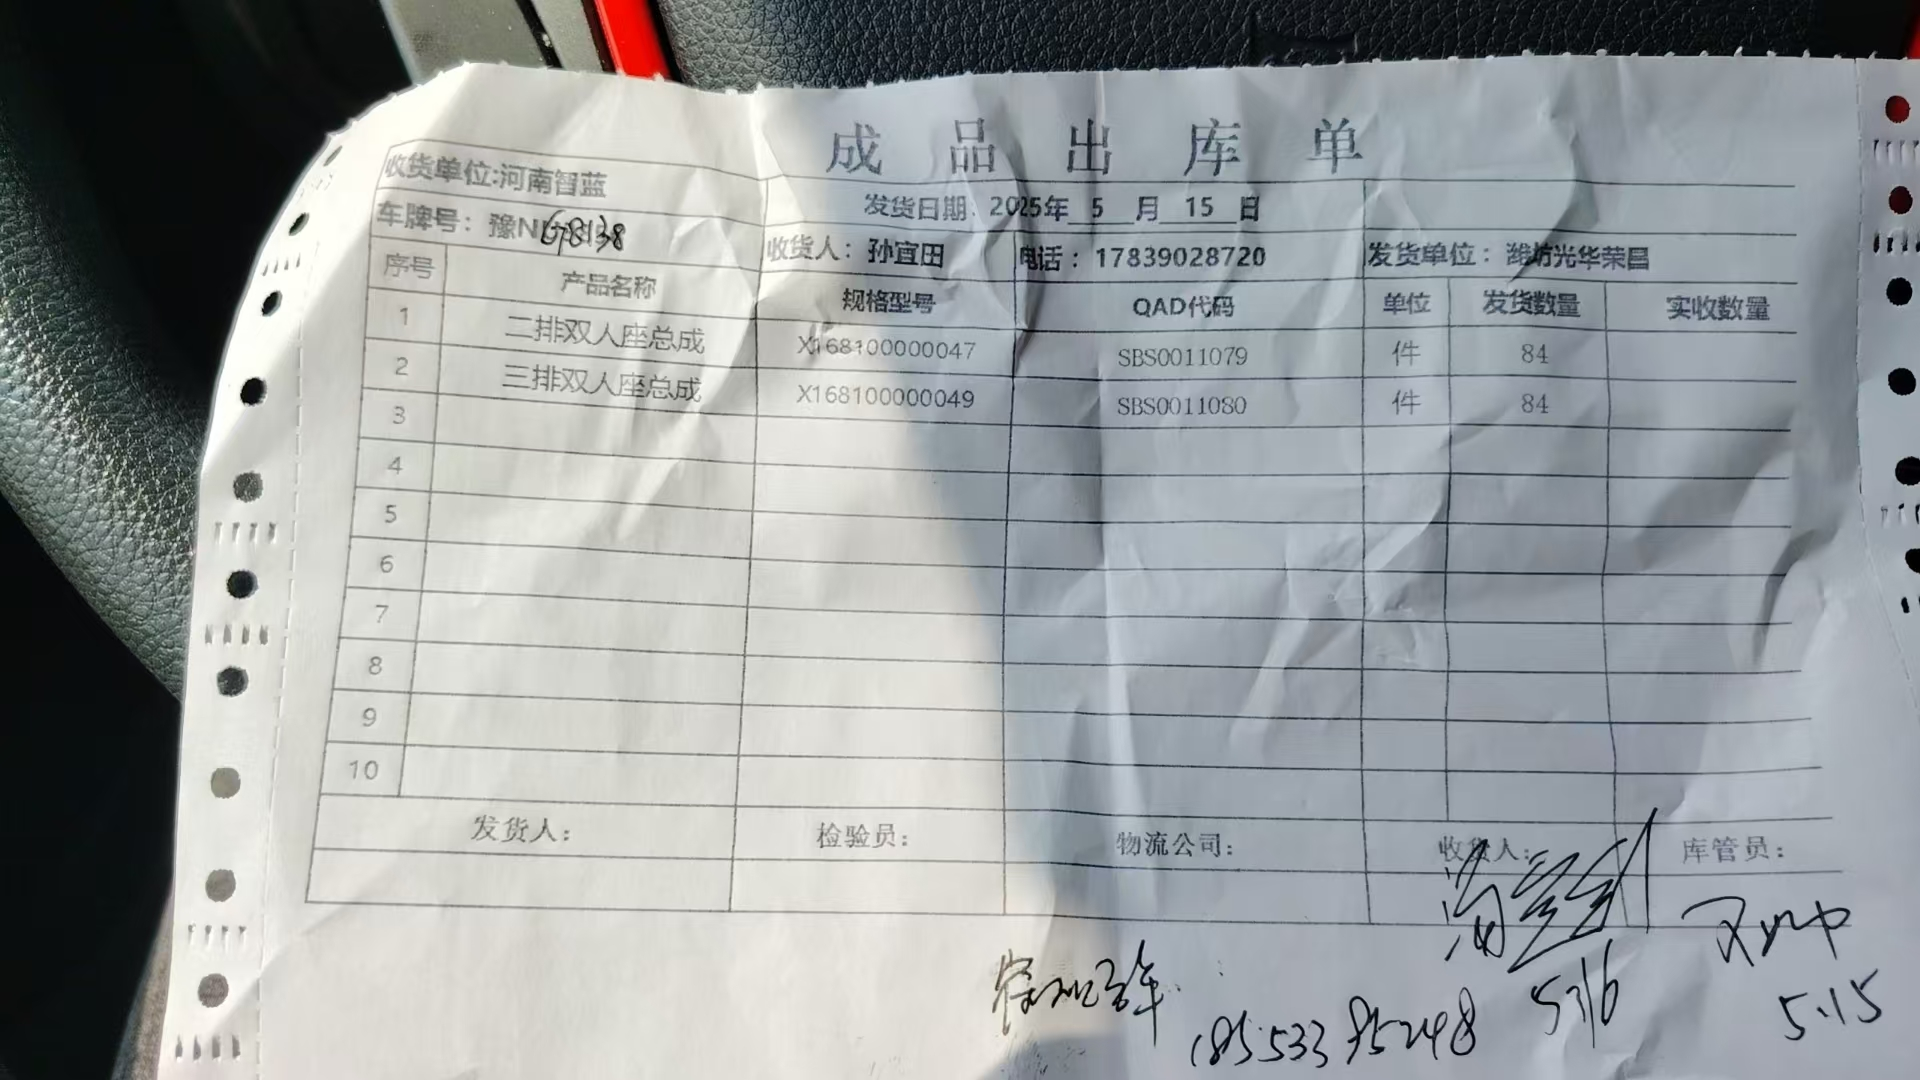 成品出库单
收货单位:河南智蓝
发货日期: 2025年 5 月 15 日
车牌号: 豫N
收货人: 孙宜田 电话: 17839028720 发货单位: 潍坊光华荣昌
序号 产品名称 规格型号 QAD代码 单位 发货数量 实收数量
1 二排双人座总成 X168100000047 SBS0011079 件 84
2 三排双人座总成 X168100000049 SBS0011080 件 84
3
4
5
6
7
8
9
10
发货人: 检验员: 物流公司: 收货人: 库管员:
5.15